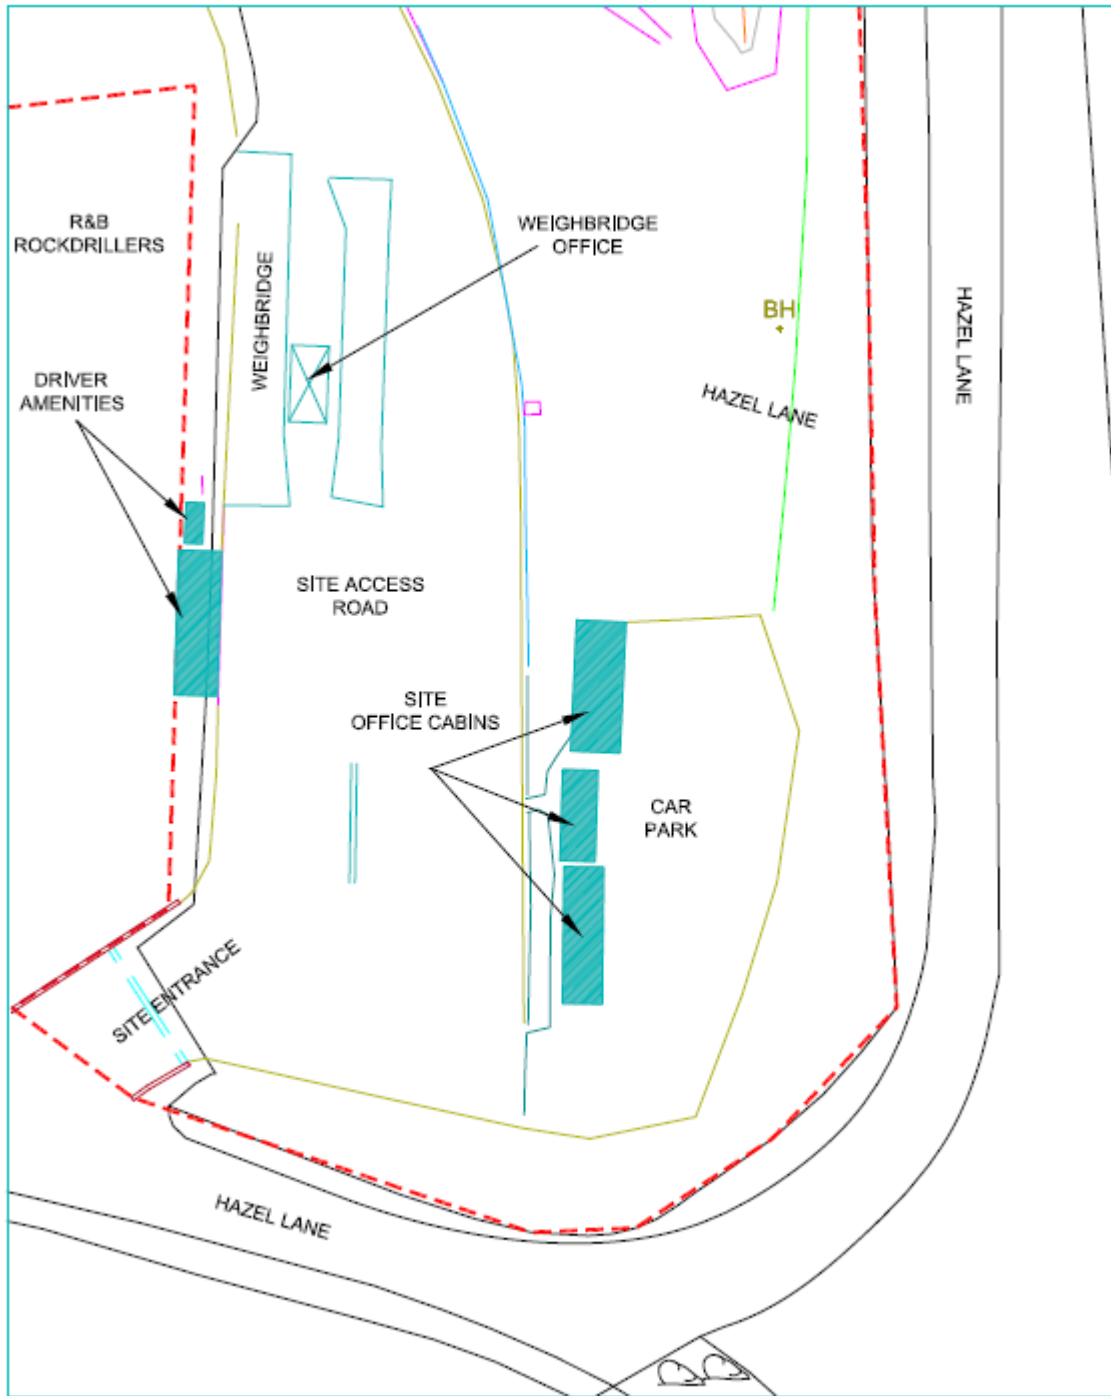 R&B
ROCKDRILLERS
WEIGHBRIDGE
OFFICE
WEIGHBRIDGE
BH
HAZEL LANE
HAZEL LANE
DRIVER
AMENITIES
SITE ACCESS
ROAD
SITE
OFFICE CABINS
CAR
PARK
SITE ENTRANCE
HAZEL LANE